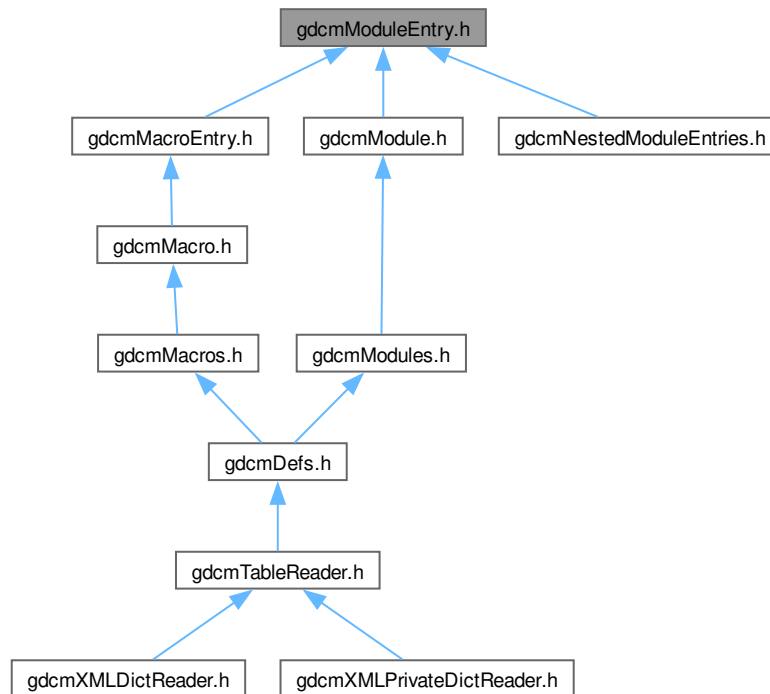 gdcmModuleEntry.h
gdcmMacroEntry.h
gdcmModule.h
gdcmNestedModuleEntries.h
gdcmMacro.h
gdcmMacros.h
gdcmModules.h
gdcmDefs.h
gdcmTableReader.h
gdcmXMLDictReader.h
gdcmXMLPrivateDictReader.h